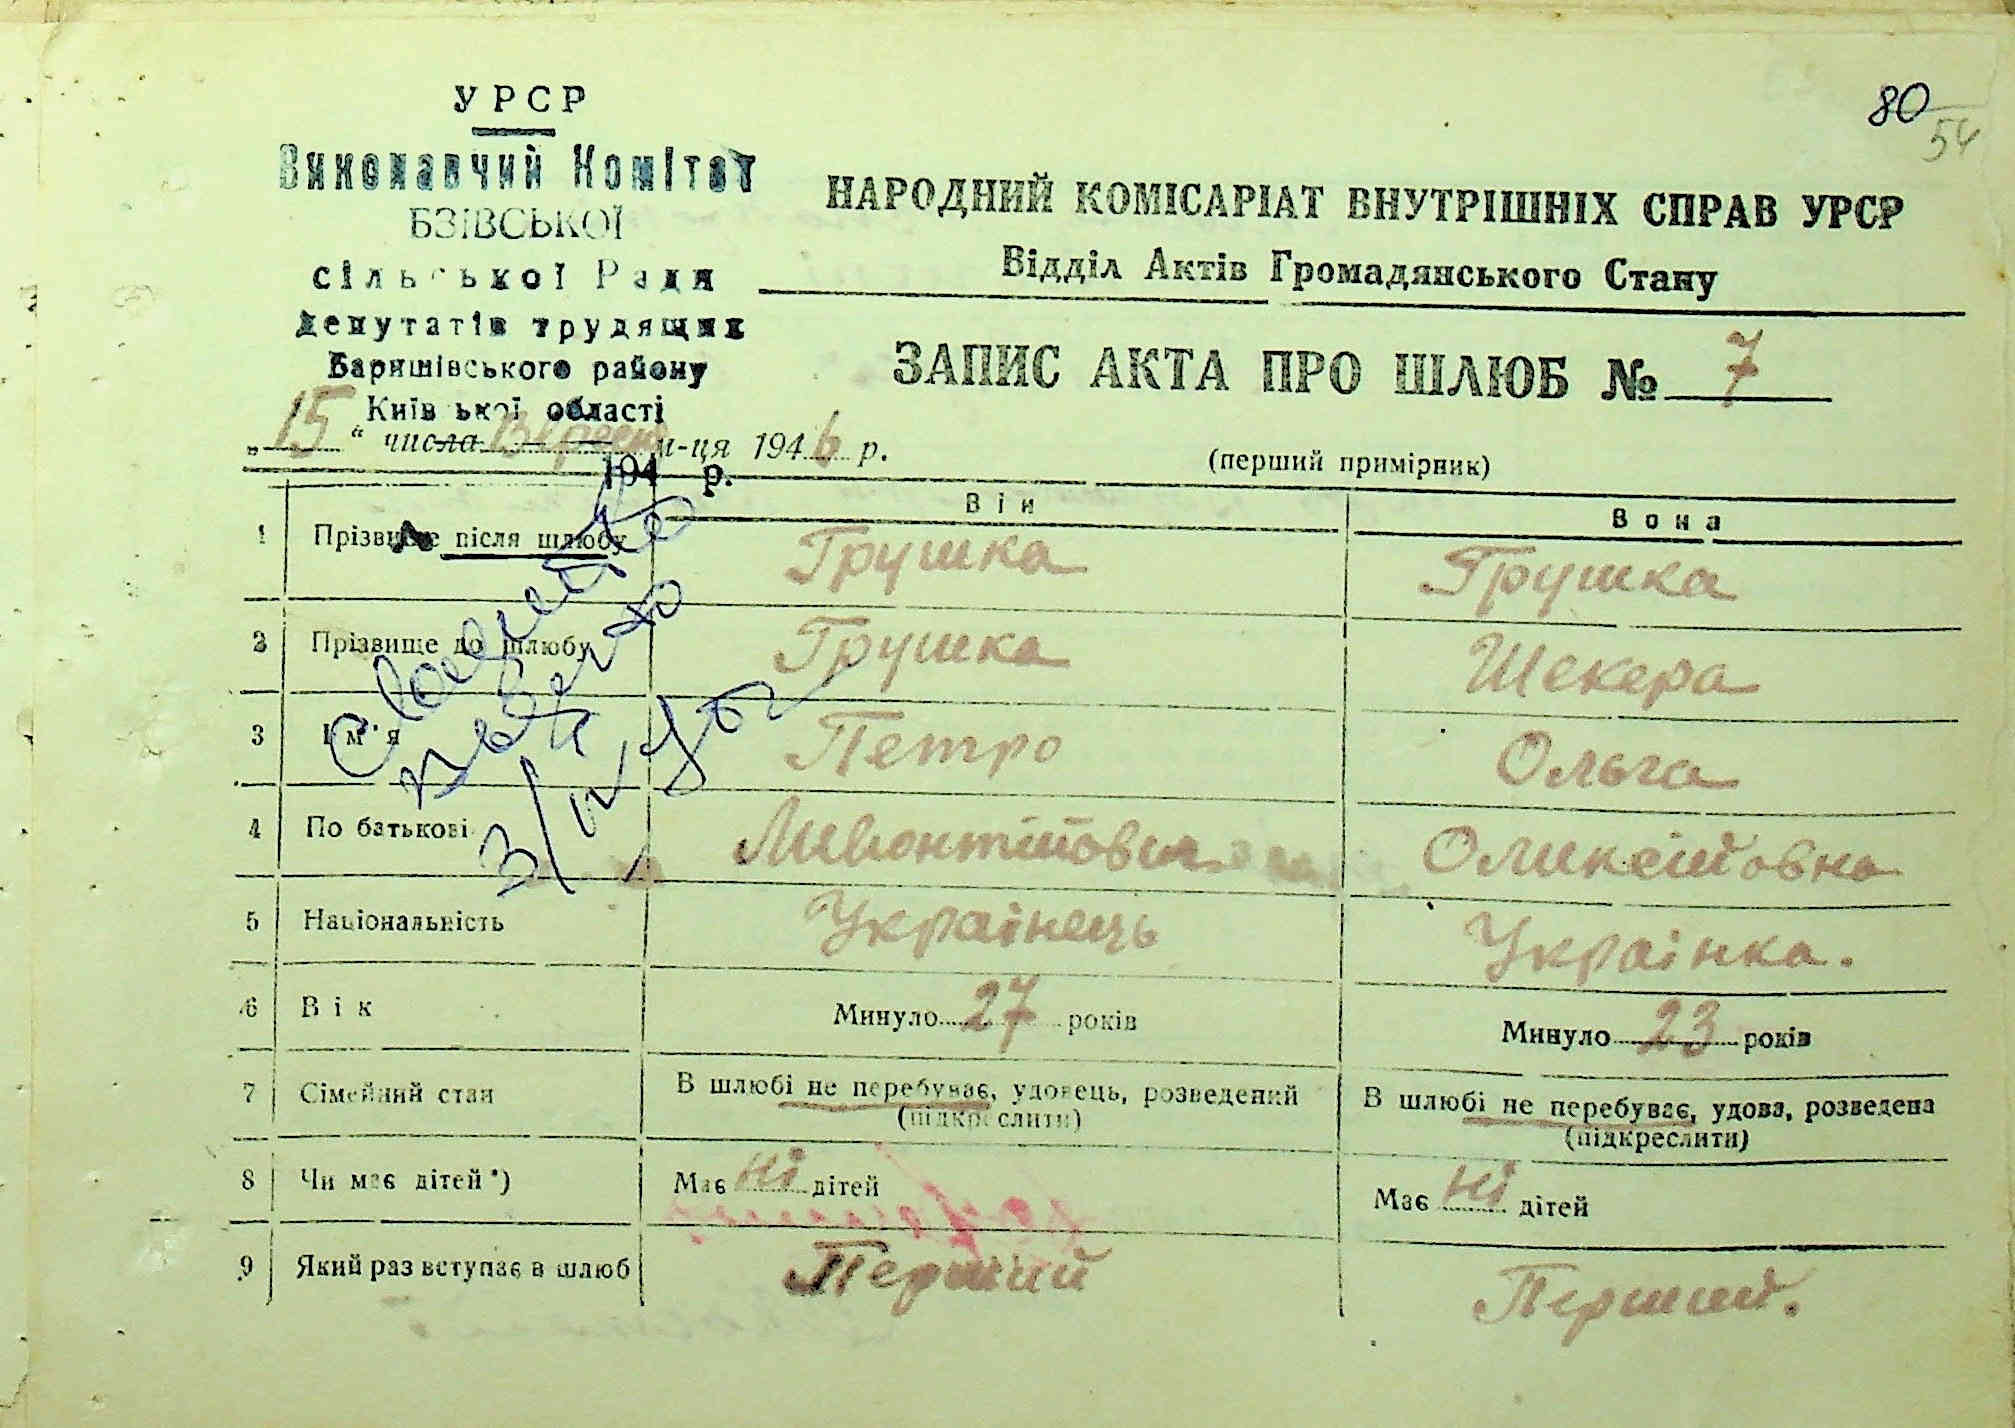 80
54
УРСР
Виконавчий Комітет
БЗІВСЬКОЇ
сільської Ради
Депутатів трудящих
Баришівського району
Київської області
194 р.
НАРОДНИЙ КОМІСАРІАТ ВНУТРІШНІХ СПРАВ УРСР
Відділ Актів Громадянського Стану
ЗАПИС АКТА ПРО ШЛЮБ № 7
„15“ числа Вересня м-ця 1946 р.
(перший примірник)
Він
Вона
1 Прізвище після шлюбу Грушка Грушка
2 Прізвище до шлюбу Грушка Шекера
3 Ім'я Петро Ольга
4 По батькові Ливонтійович Оликсійовна
5 Національність Українець Українка.
6 Вік Минуло 27 років Минуло 23 років
7 Сімейний стан В шлюбі не перебуває, удовець, розведений В шлюбі не перебуває, удова, розведена
(підкреслити) (підкреслити)
8 Чи має дітей*) Має ні дітей Має ні дітей
9 Який раз вступає в шлюб Перший Перший.